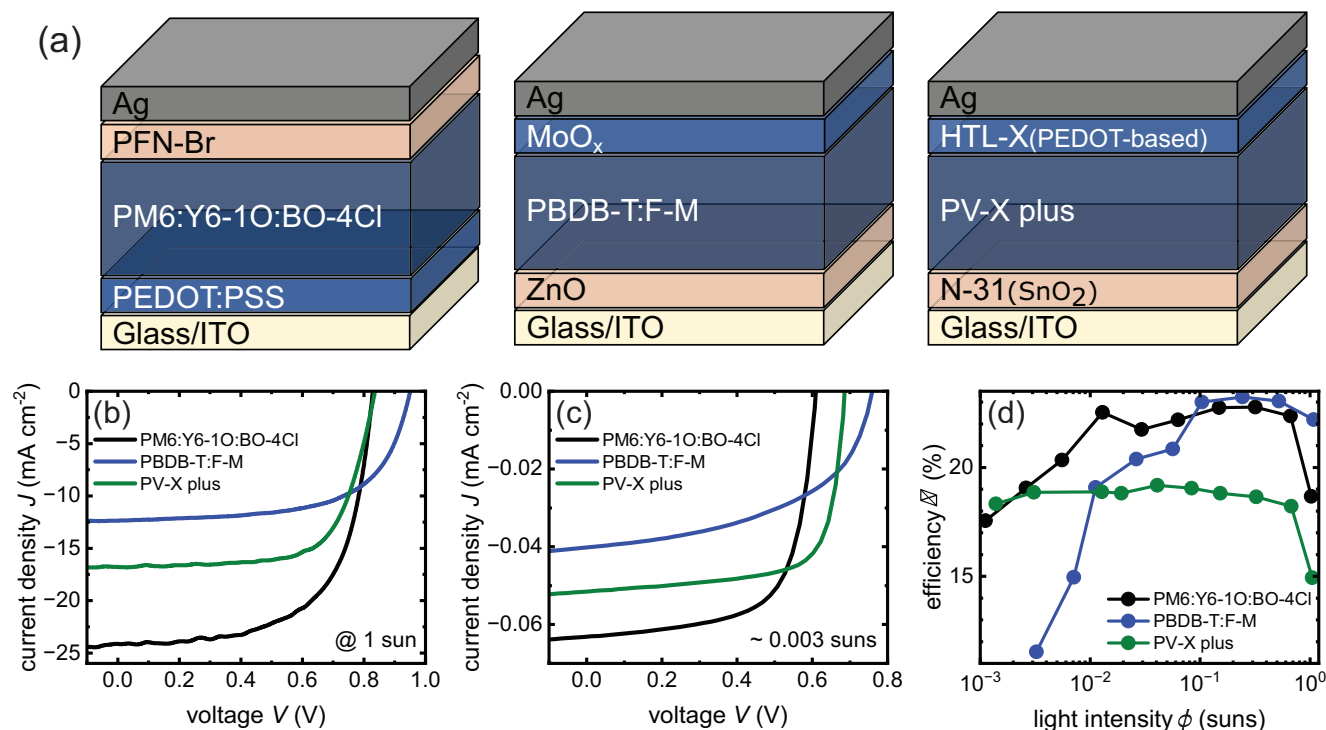 (a)
Ag
PFN-Br
PM6:Y6-1O:BO-4Cl
PEDOT:PSS
Glass/ITO
Ag
MoOₓ
PBDB-T:F-M
ZnO
Glass/ITO
Ag
HTL-X(PEDOT-based)
PV-X plus
N-31(SnO₂)
Glass/ITO
(b)
0
−5
−10
−15
−20
−25
current density J (mA cm⁻²)
PM6:Y6-1O:BO-4Cl
PBDB-T:F-M
PV-X plus
@ 1 sun
0.0 0.2 0.4 0.6 0.8 1.0
voltage V (V)
(c)
0.00
−0.02
−0.04
−0.06
current density J (mA cm⁻²)
PM6:Y6-1O:BO-4Cl
PBDB-T:F-M
PV-X plus
~ 0.003 suns
0.0 0.2 0.4 0.6 0.8
voltage V (V)
(d)
20
15
efficiency (%)
PM6:Y6-1O:BO-4Cl
PBDB-T:F-M
PV-X plus
10⁻³ 10⁻² 10⁻¹ 10⁰
light intensity ϕ (suns)